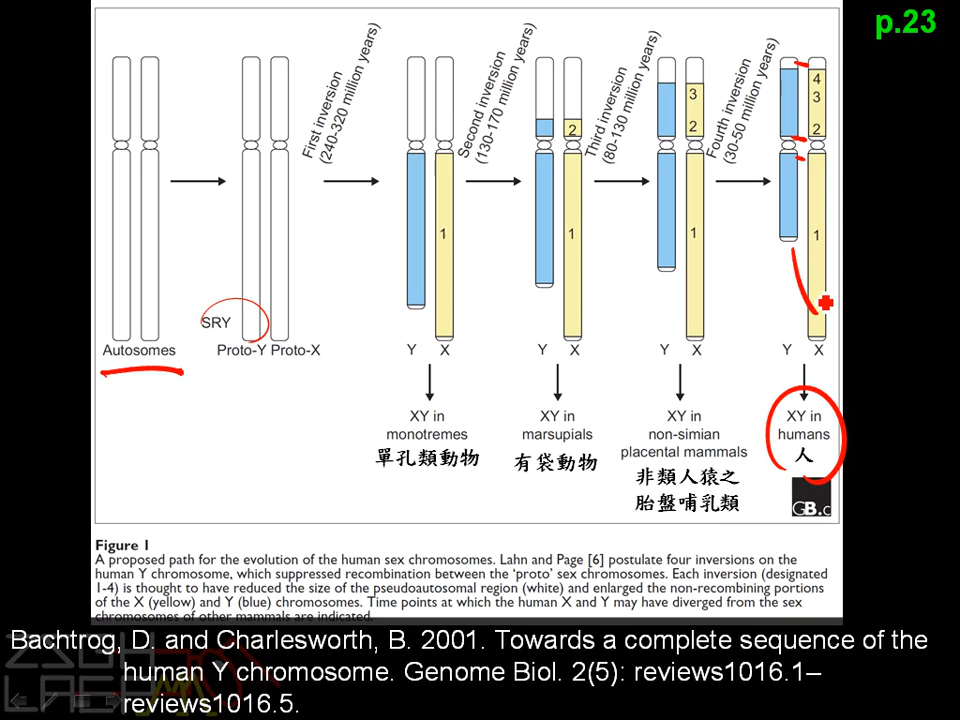 p.23
First inversion
(240-320 million years)
Second inversion
(130-170 million years)
Third inversion
(80-130 million years)
Fourth inversion
(30-50 million years)
4
3
3
2
2
2
1
1
1
1
SRY
Autosomes
Proto-Y Proto-X
Y X
Y X
Y X
Y X
XY in
monotremes
單孔類動物
XY in
marsupials
有袋動物
XY in
non-simian
placental mammals
非類人猿之
胎盤哺乳類
XY in
humans
人
GB.c
Figure 1
A proposed path for the evolution of the human sex chromosomes. Lahn and Page [6] postulate four inversions on the
human Y chromosome, which suppressed recombination between the 'proto' sex chromosomes. Each inversion (designated
1-4) is thought to have reduced the size of the pseudoautosomal region (white) and enlarged the non-recombining portions
of the X (yellow) and Y (blue) chromosomes. Time points at which the human X and Y may have diverged from the sex
chromosomes of other mammals are indicated.
Bachtrog, D. and Charlesworth, B. 2001. Towards a complete sequence of the
human Y chromosome. Genome Biol. 2(5): reviews1016.1–
reviews1016.5.